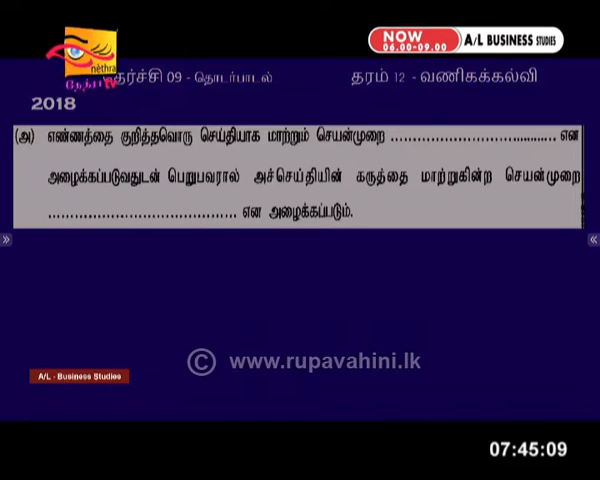 NOW
06.00-09.00
A/L BUSINESS STUDIES
nethra
நேத்ரா TV
தேர்ச்சி 09 - தொடர்பாடல்
தரம் 12 - வணிகக்கல்வி
2018
(அ) எண்ணத்தை குறித்தவொரு செய்தியாக மாற்றும் செயன்முறை ....................................... என
அழைக்கப்படுவதுடன் பெறுபவரால் அச்செய்தியின் கருத்தை மாற்றுகின்ற செயன்முறை
.......................................... என அழைக்கப்படும்.
© www.rupavahini.lk
A/L - Business Studies
07:45:09